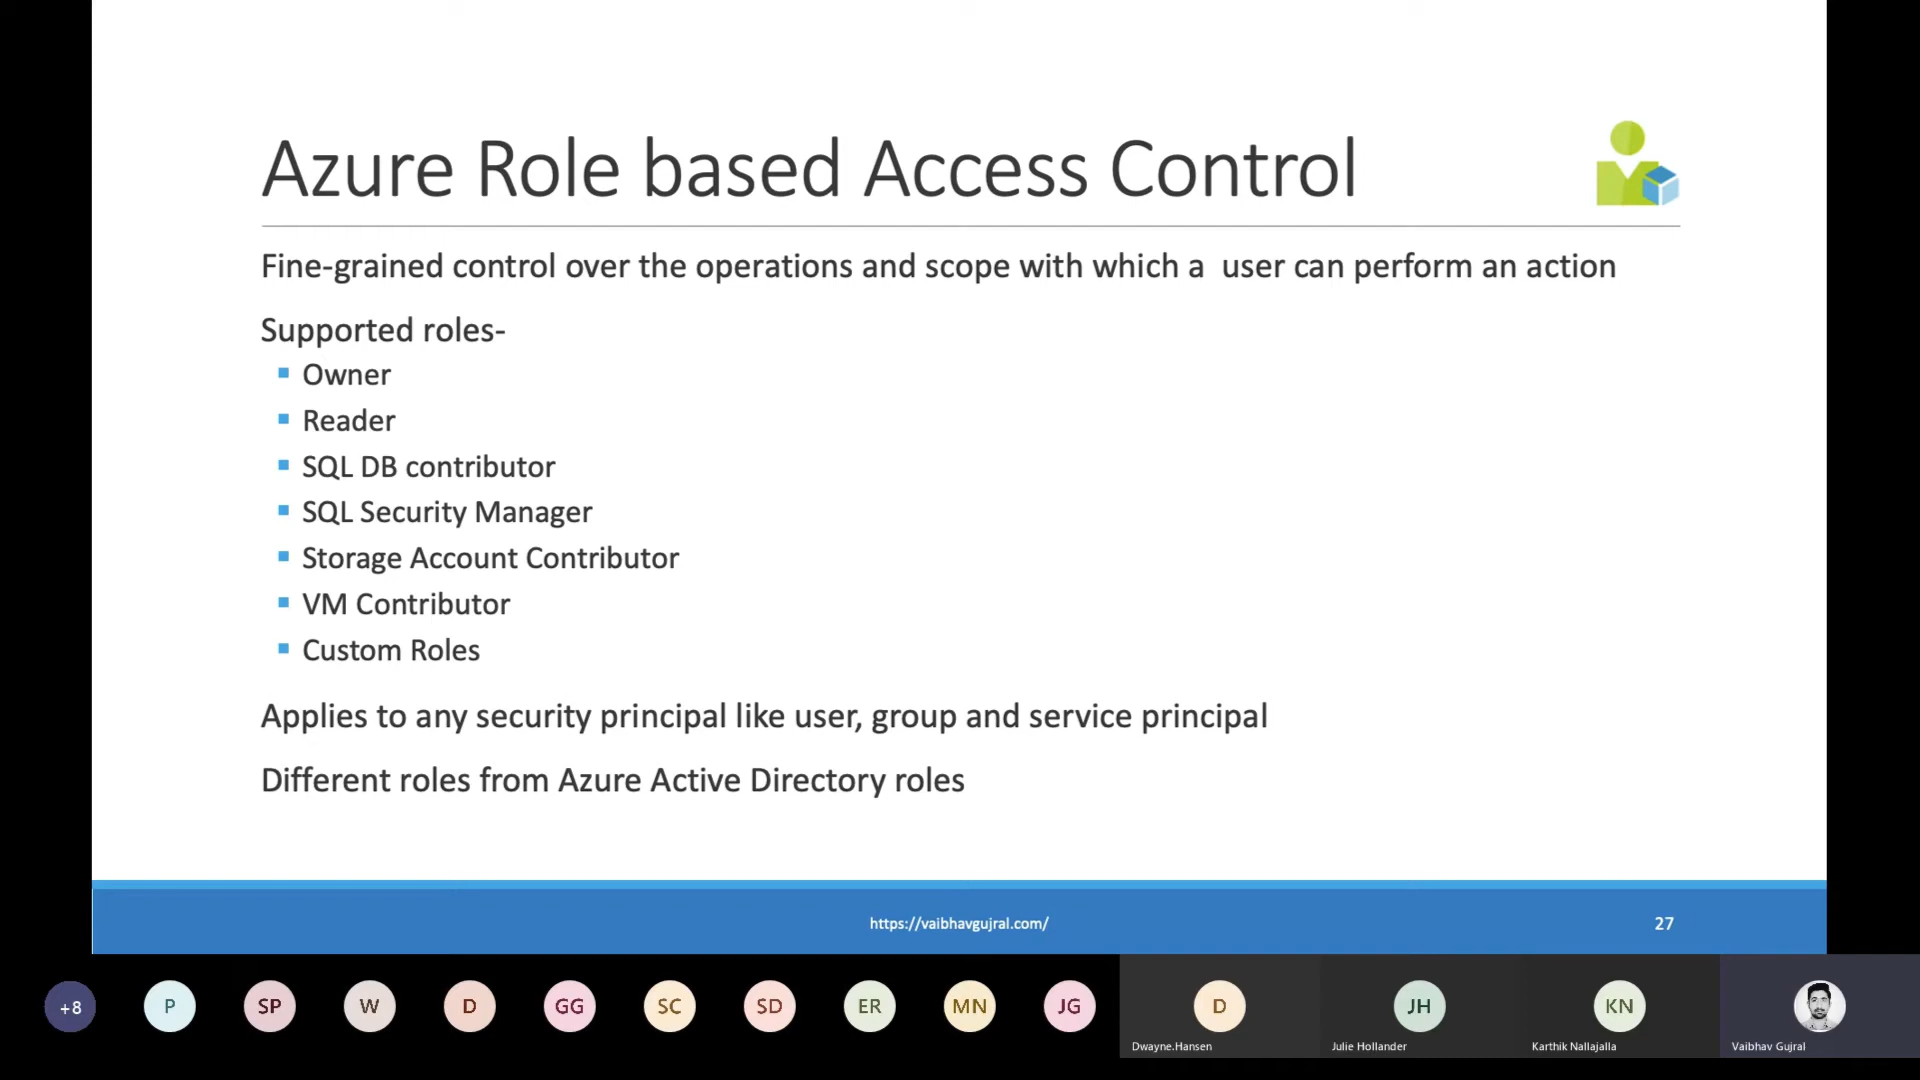 Azure Role based Access Control
Fine-grained control over the operations and scope with which a  user can perform an action
Supported roles-
Owner
Reader
SQL DB contributor
SQL Security Manager
Storage Account Contributor
VM Contributor
Custom Roles
Applies to any security principal like user, group and service principal
Different roles from Azure Active Directory roles
https://vaibhavgujral.com/
27
+8
P
SP
W
D
GG
SC
SD
ER
MN
JG
D
JH
KN
Dwayne.Hansen
Julie Hollander
Karthik Nallajalla
Vaibhav Gujral